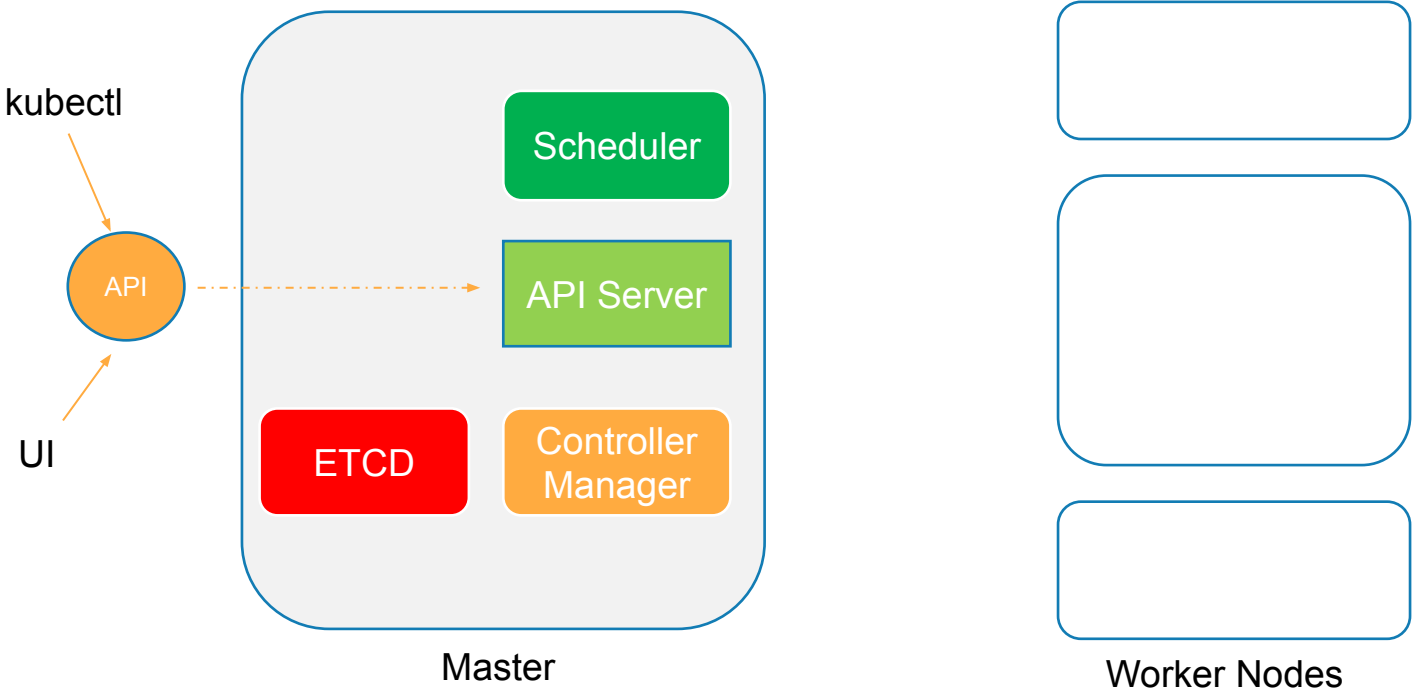 kubectl
Scheduler
API
API Server
UI
ETCD
Controller
Manager
Master
Worker Nodes